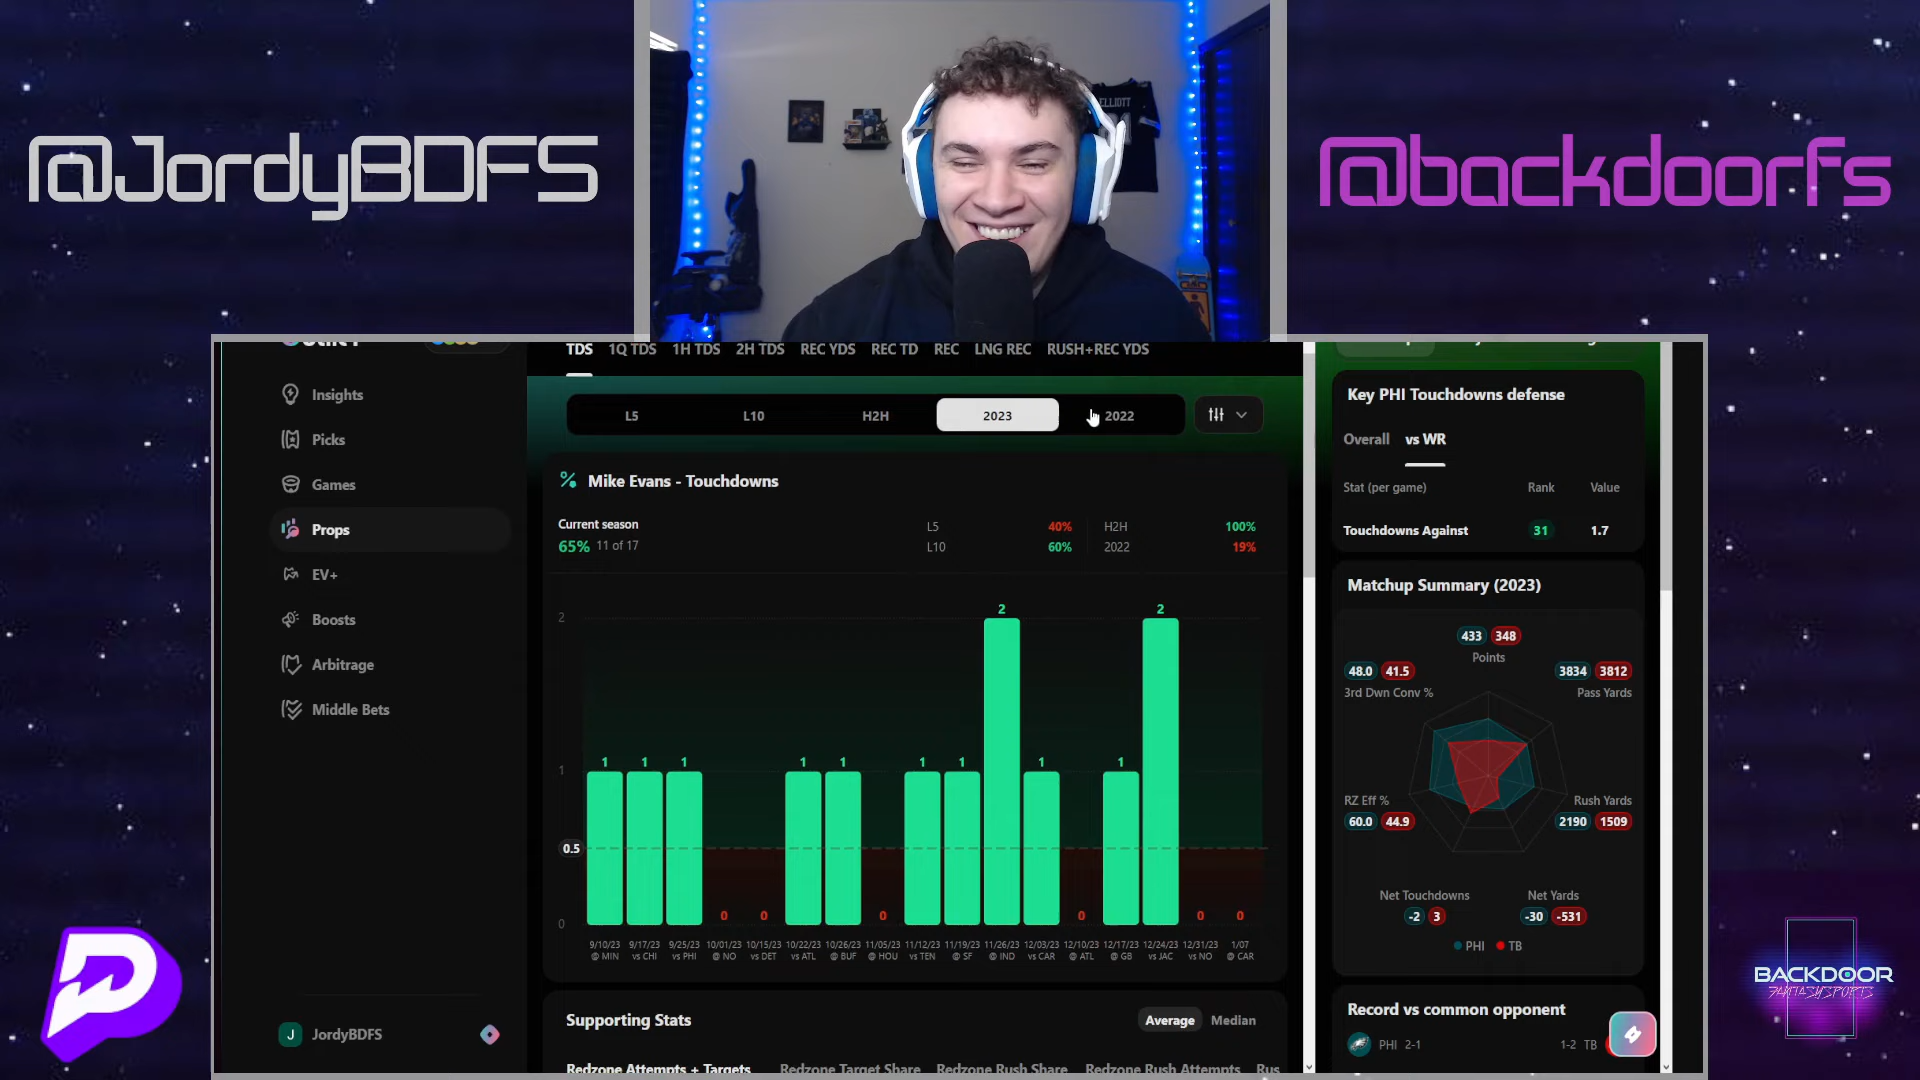 @JordyBDFS
@backdoorfs
ELLIOTT
TDS 1Q TDS 1H TDS 2H TDS REC YDS REC TD REC LNG REC RUSH+REC YDS
Insights
Picks
Games
Props
EV+
Boosts
Arbitrage
Middle Bets
J JordyBDFS
L5 L10 H2H 2023 2022
Mike Evans - Touchdowns
Current season
65% 11 of 17
L5 40% H2H 100%
L10 60% 2022 19%
2
1
0.5
0
1 1 1 0 0 1 1 0 1 1 2 1 0 1 2 0 0
9/10/23 9/17/23 9/25/23 10/01/23 10/15/23 10/22/23 10/26/23 11/05/23 11/12/23 11/19/23 11/26/23 12/03/23 12/10/23 12/17/23 12/24/23 12/31/23 1/07
@ MIN vs CHI vs PHI @ NO vs DET vs ATL @ BUF @ HOU vs TEN @ SF @ IND vs CAR @ ATL @ GB vs JAC vs NO @ CAR
Supporting Stats
Average Median
Redzone Attempts + Targets Redzone Target Share Redzone Rush Share Redzone Rush Attempts Rus
Key PHI Touchdowns defense
Overall vs WR
Stat (per game) Rank Value
Touchdowns Against 31 1.7
Matchup Summary (2023)
433 348
Points
48.0 41.5
3rd Dwn Conv %
3834 3812
Pass Yards
RZ Eff %
60.0 44.9
Rush Yards
2190 1509
Net Touchdowns
-2 3
Net Yards
-30 -531
PHI TB
Record vs common opponent
PHI 2-1 1-2 TB
BACKDOOR
FANTASY SPORTS